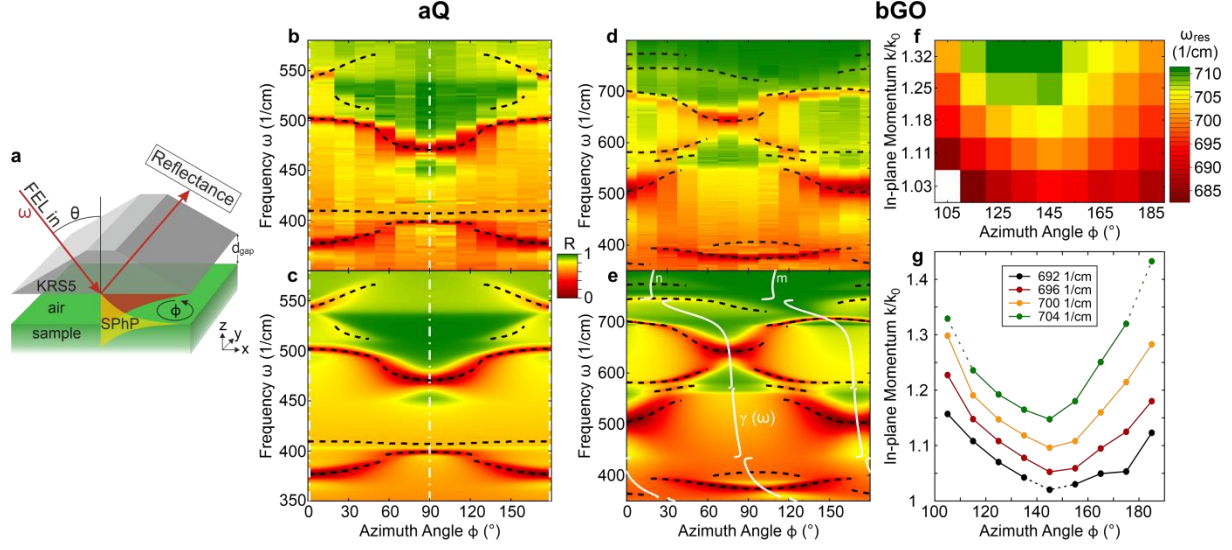 aQ
bGO
a
FEL in
ω
θ
Reflectance
KRS5
air
sample
SPhP
ϕ
d_gap
z
y
x
b
Frequency ω (1/cm)
550
500
450
400
R
1
0
c
Frequency ω (1/cm)
550
500
450
400
350
0 30 60 90 120 150
Azimuth Angle ϕ (°)
d
Frequency ω (1/cm)
700
600
500
400
e
n
m
γ (ω)
Frequency ω (1/cm)
700
600
500
400
0 30 60 90 120 150
Azimuth Angle ϕ (°)
f
In-plane Momentum k/k₀
1.32
1.25
1.18
1.11
1.03
105 125 145 165 185
Azimuth Angle ϕ (°)
ω_res
(1/cm)
710
705
700
695
690
685
g
In-plane Momentum k/k₀
1.4
1.3
1.2
1.1
1
692 1/cm
696 1/cm
700 1/cm
704 1/cm
100 120 140 160 180
Azimuth Angle ϕ (°)